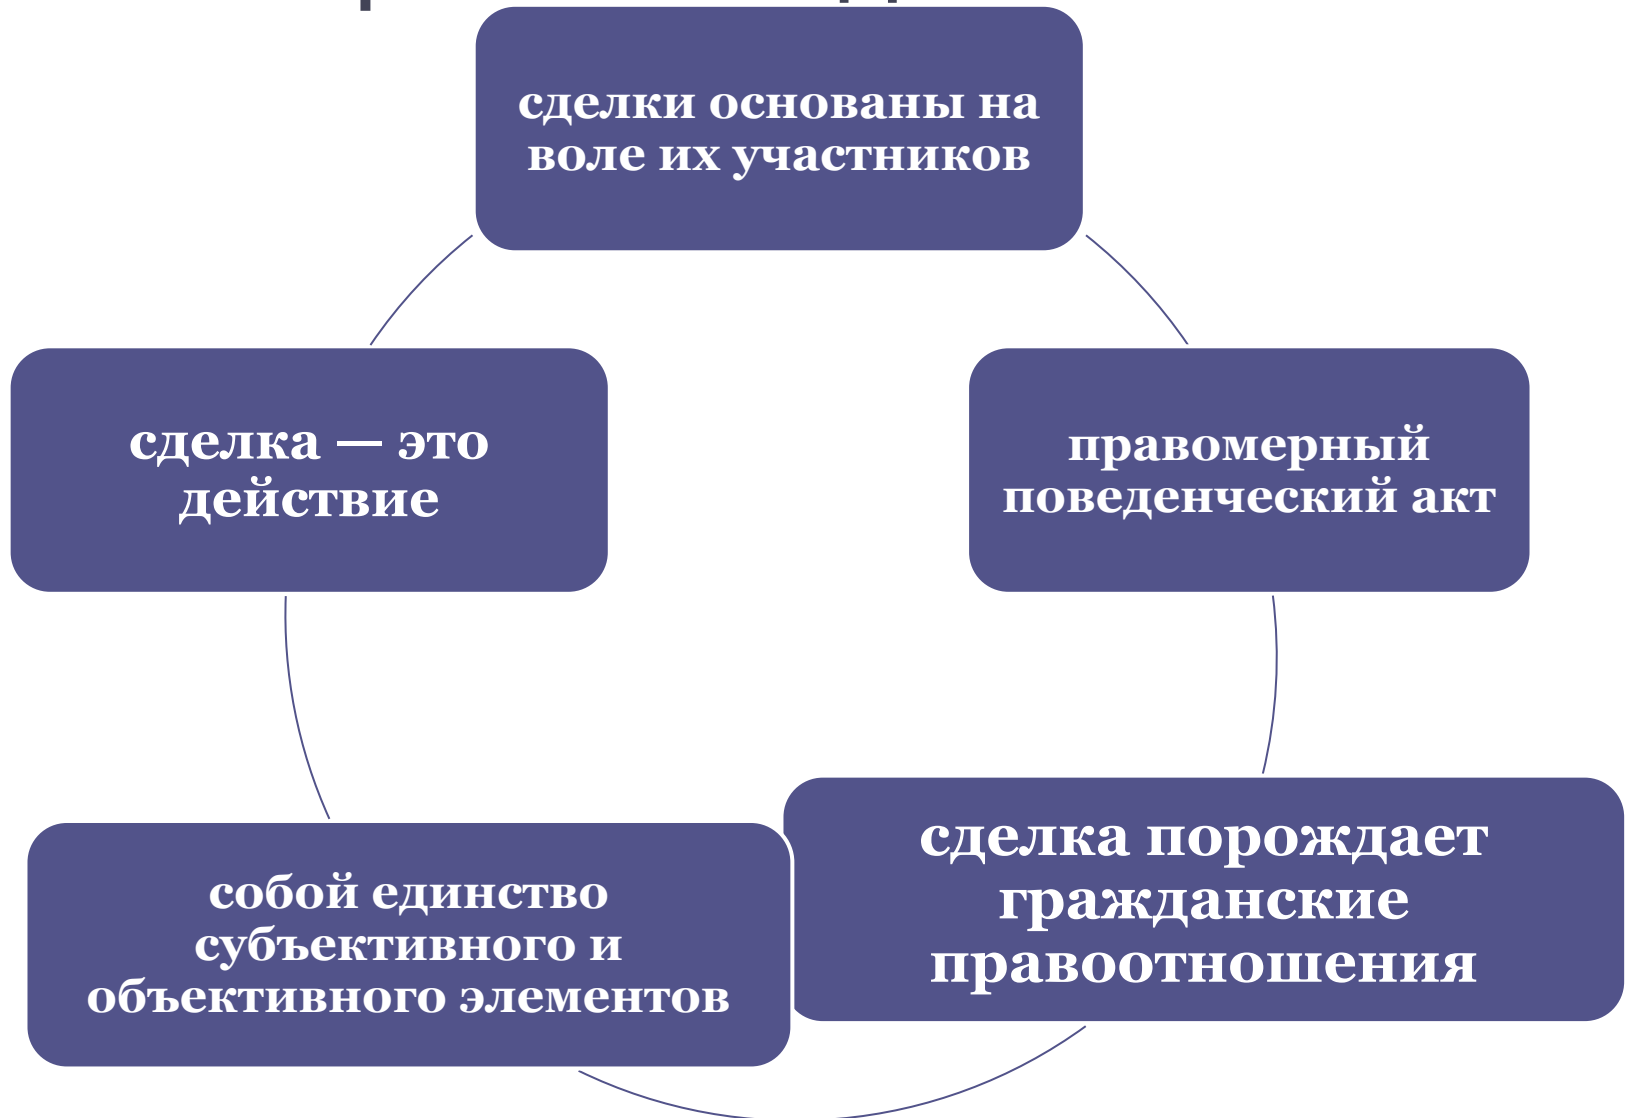 сделки основаны на
воле их участников
правомерный
поведенческий акт
сделка порождает
гражданские
правоотношения
собой единство
субъективного и
объективного элементов
сделка — это
действие